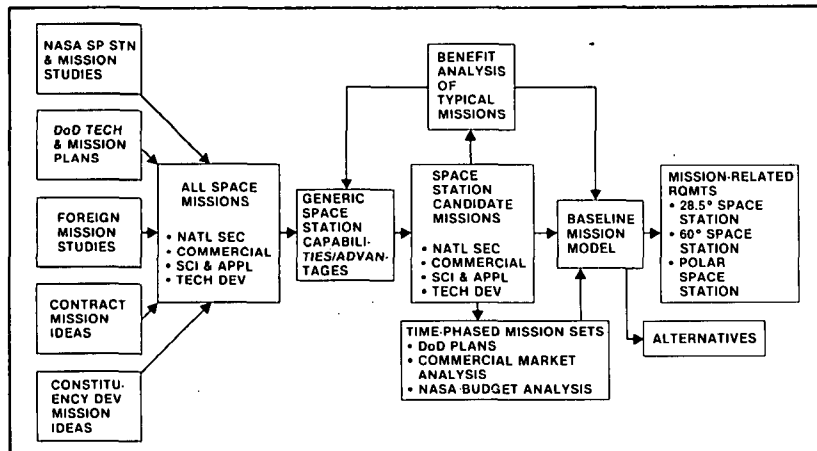 NASA SP STN
& MISSION
STUDIES
DoD TECH
& MISSION
PLANS
FOREIGN
MISSION
STUDIES
CONTRACT
MISSION
IDEAS
CONSTITU-
ENCY DEV
MISSION
IDEAS
ALL SPACE
MISSIONS
• NATL SEC
• COMMERCIAL
• SCI & APPL
• TECH DEV
GENERIC
SPACE
STATION
CAPABILI-
TIES/ADVAN-
TAGES
BENEFIT
ANALYSIS
OF
TYPICAL
MISSIONS
SPACE
STATION
CANDIDATE
MISSIONS
• NATL SEC
• COMMERCIAL
• SCI & APPL
• TECH DEV
TIME-PHASED MISSION SETS
• DoD PLANS
• COMMERCIAL MARKET
ANALYSIS
• NASA BUDGET ANALYSIS
BASELINE
MISSION
MODEL
MISSION-RELATED
RQMTS
• 28.5° SPACE
STATION
• 60° SPACE
STATION
• POLAR
SPACE
STATION
ALTERNATIVES